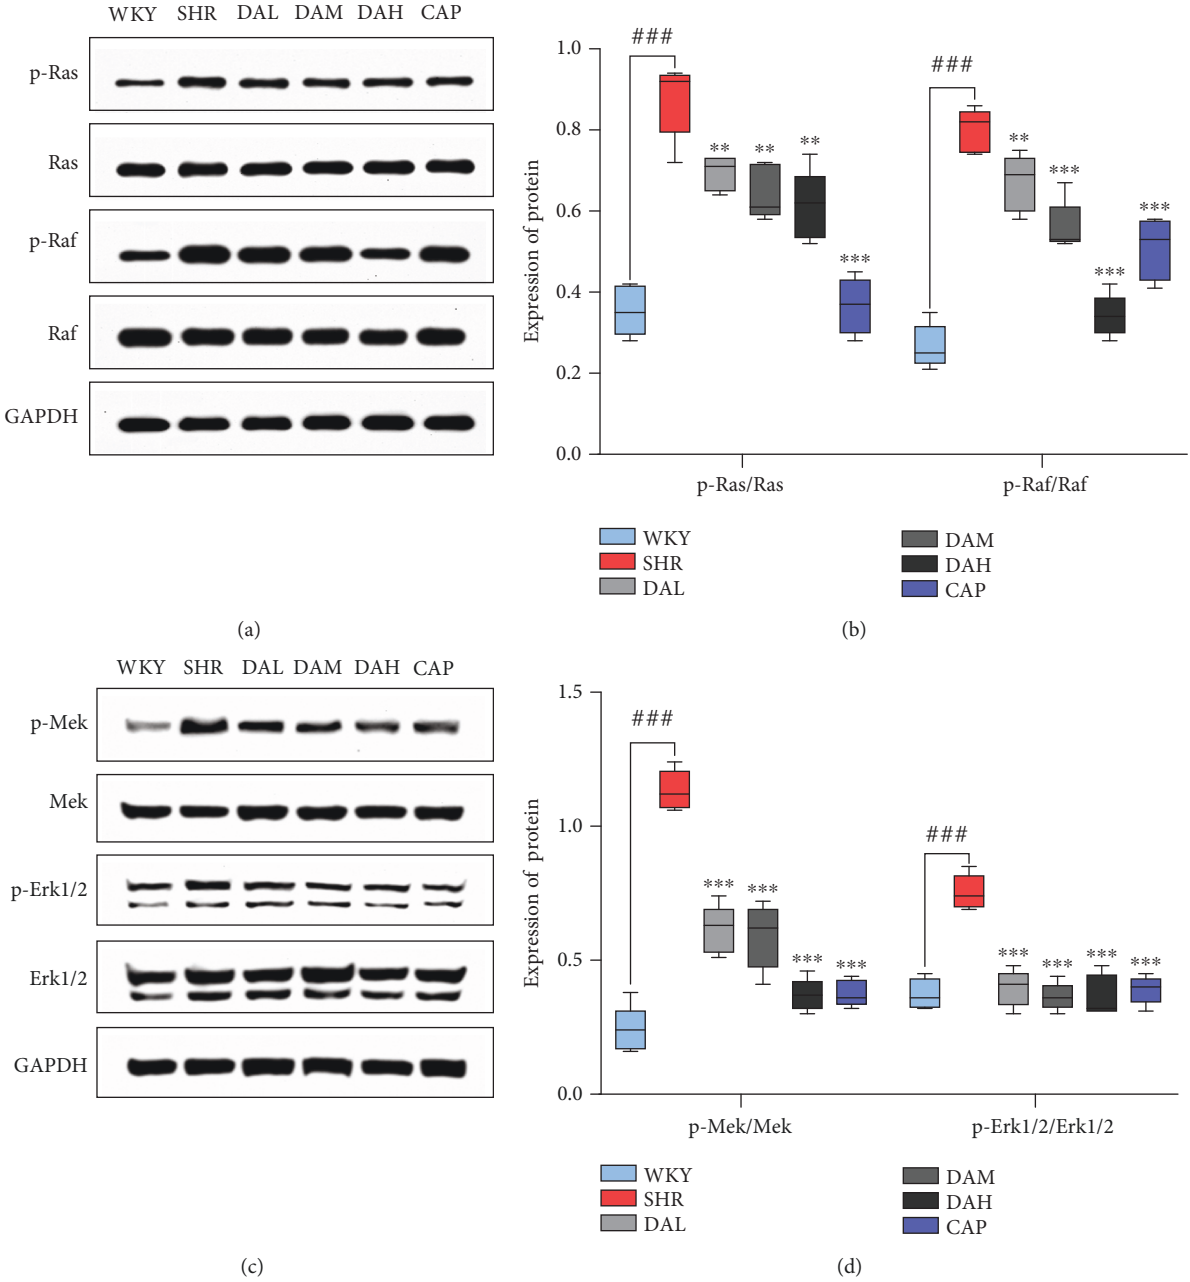 WKY SHR DAL DAM DAH CAP
p-Ras
Ras
p-Raf
Raf
GAPDH
(a)
Expression of protein
1.0
0.8
0.6
0.4
0.2
0.0
###
**
**
**
***
###
**
***
***
***
p-Ras/Ras
p-Raf/Raf
WKY
SHR
DAL
DAM
DAH
CAP
(b)
WKY SHR DAL DAM DAH CAP
p-Mek
Mek
p-Erk1/2
Erk1/2
GAPDH
(c)
Expression of protein
1.5
1.0
0.5
0.0
###
***
***
***
***
###
***
***
***
***
p-Mek/Mek
p-Erk1/2/Erk1/2
WKY
SHR
DAL
DAM
DAH
CAP
(d)